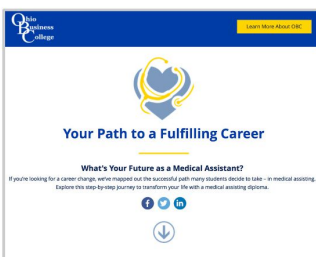 Ohio
Business
College
Learn More About OBC
Your Path to a Fulfilling Career
What's Your Future as a Medical Assistant?
If you're looking for a career change, we've mapped out the successful path many students decide to take – in medical assisting.
Explore this step-by-step journey to transform your life with a medical assisting diploma.